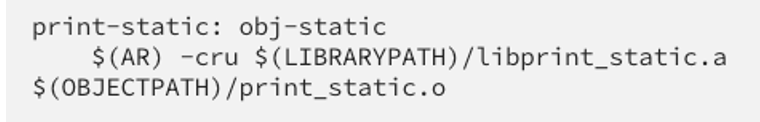 print-static: obj-static
    $(AR) -cru $(LIBRARYPATH)/libprint_static.a
$(OBJECTPATH)/print_static.o